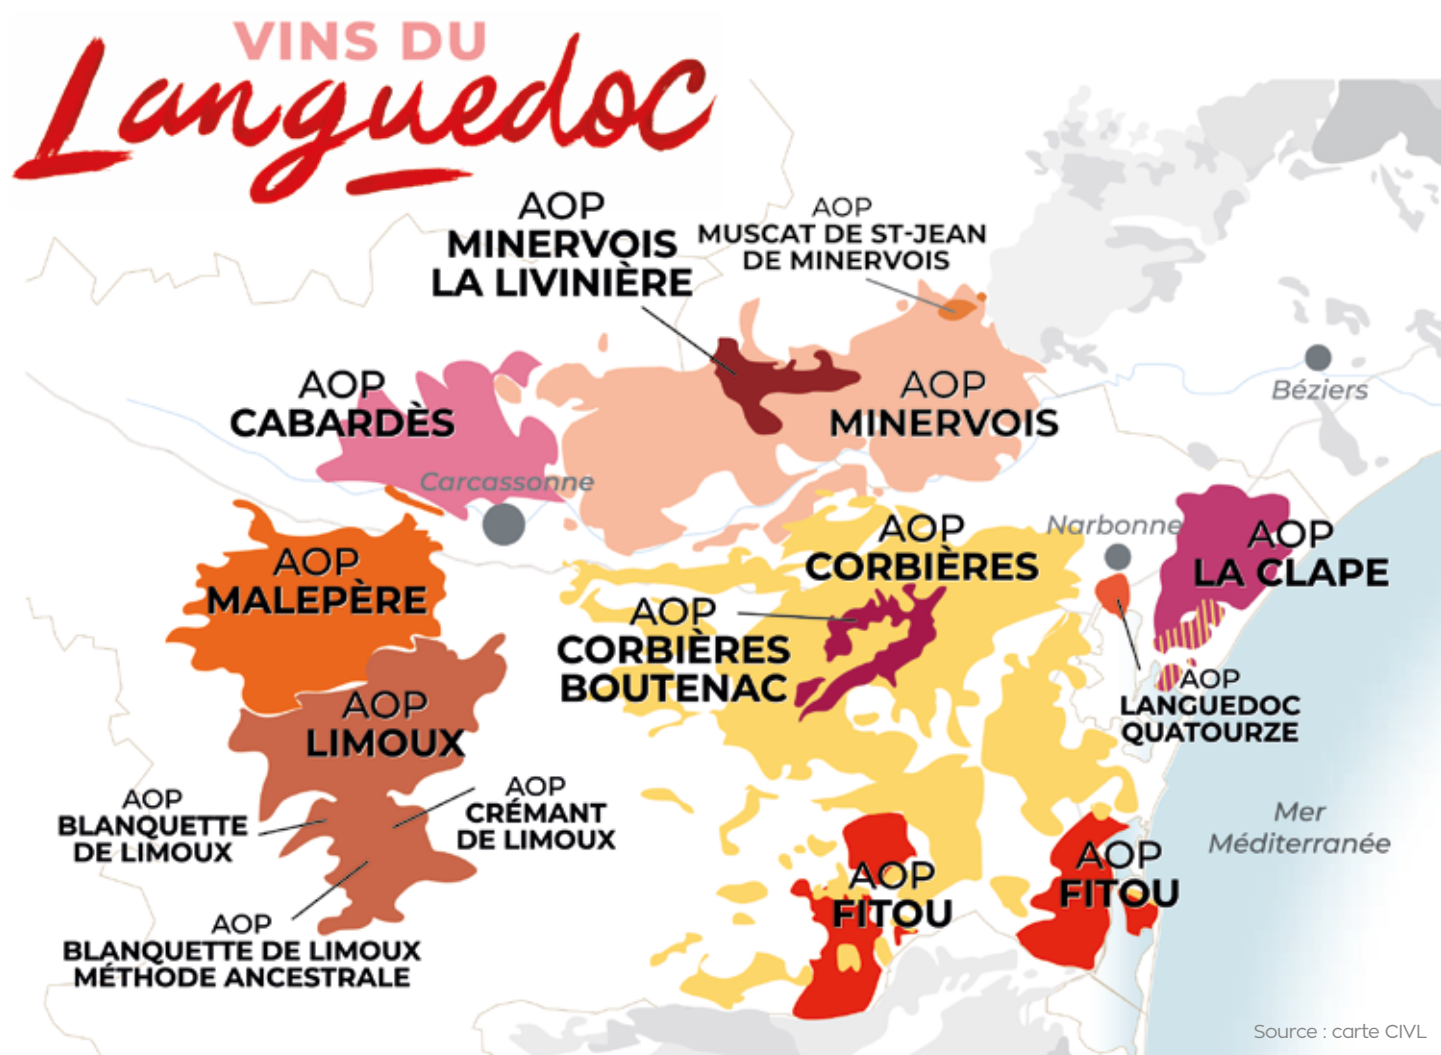 VINS DU
Languedoc
AOP
MINERVOIS
LA LIVINIÈRE
AOP
MUSCAT DE ST-JEAN
DE MINERVOIS
AOP
CABARDÈS
AOP
MINERVOIS
Béziers
Carcassonne
AOP
CORBIÈRES
Narbonne
AOP
LA CLAPE
AOP
MALEPÈRE
AOP
CORBIÈRES
BOUTENAC
AOP
LANGUEDOC
QUATOURZE
AOP
LIMOUX
AOP
BLANQUETTE
DE LIMOUX
AOP
CRÉMANT
DE LIMOUX
Mer
Méditerranée
AOP
FITOU
AOP
FITOU
AOP
BLANQUETTE DE LIMOUX
MÉTHODE ANCESTRALE
Source : carte CIVL